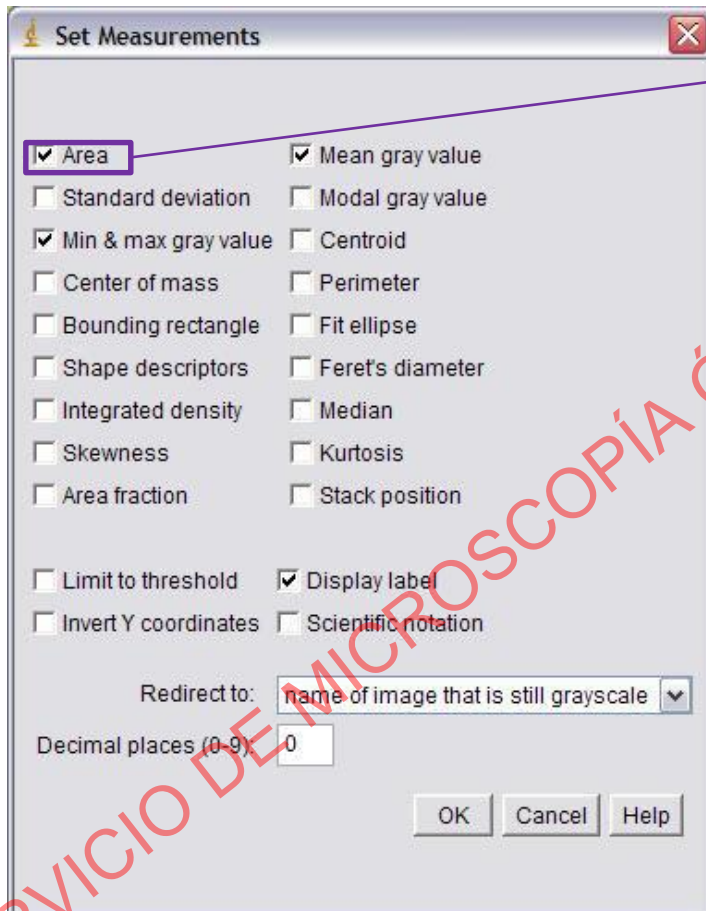 Set Measurements
Area Mean gray value
Standard deviation Modal gray value
Min & max gray value Centroid
Center of mass Perimeter
Bounding rectangle Fit ellipse
Shape descriptors Feret's diameter
Integrated density Median
Skewness Kurtosis
Area fraction Stack position
Limit to threshold Display label
Invert Y coordinates Scientific notation
Redirect to: name of image that is still grayscale
Decimal places (0-9): 0
OK Cancel Help
DE MICROSCOPÍA